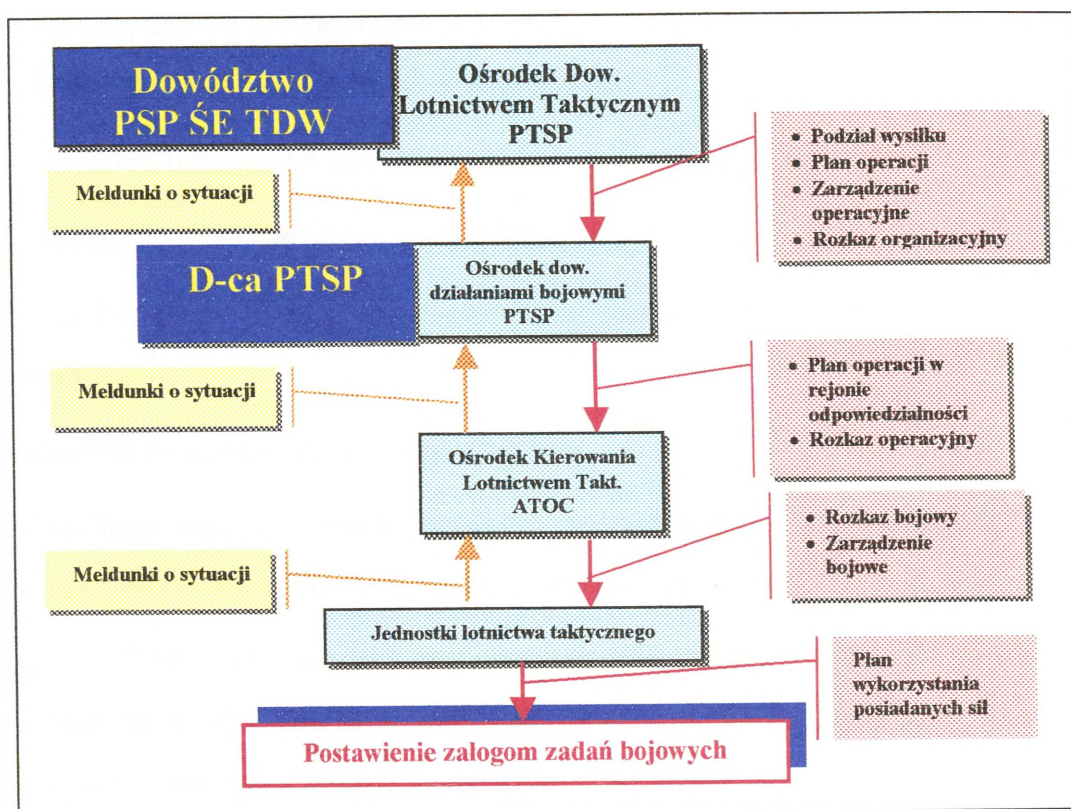 Dowództwo
PSP ŚE TDW
Ośrodek Dow.
Lotnictwem Taktycznym
PTSP
Meldunki o sytuacji
• Podział wysiłku
• Plan operacji
• Zarządzenie
operacyjne
• Rozkaz organizacyjny
D-ca PTSP
Ośrodek dow.
działaniami bojowymi
PTSP
Meldunki o sytuacji
• Plan operacji w
rejonie
odpowiedzialności
• Rozkaz operacyjny
Ośrodek Kierowania
Lotnictwem Takt.
ATOC
• Rozkaz bojowy
• Zarządzenie
bojowe
Meldunki o sytuacji
Jednostki lotnictwa taktycznego
Plan
wykorzystania
posiadanych sił
Postawienie załogom zadań bojowych